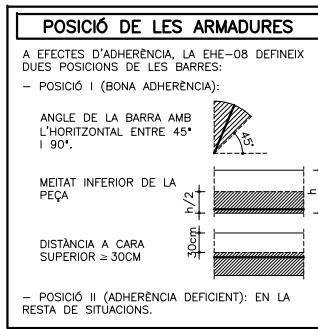 POSICIÓ DE LES ARMADURES
A EFECTES D'ADHERÈNCIA, LA EHE-08 DEFINEIX
DUES POSICIONS DE LES BARRES:
- POSICIÓ I (BONA ADHERÈNCIA):
ANGLE DE LA BARRA AMB
L'HORITZONTAL ENTRE 45°
I 90°.
45°
MEITAT INFERIOR DE LA
PEÇA
h/2
h
DISTÀNCIA A CARA
SUPERIOR ≥ 30CM
30cm
- POSICIÓ II (ADHERÈNCIA DEFICIENT): EN LA
RESTA DE SITUACIONS.